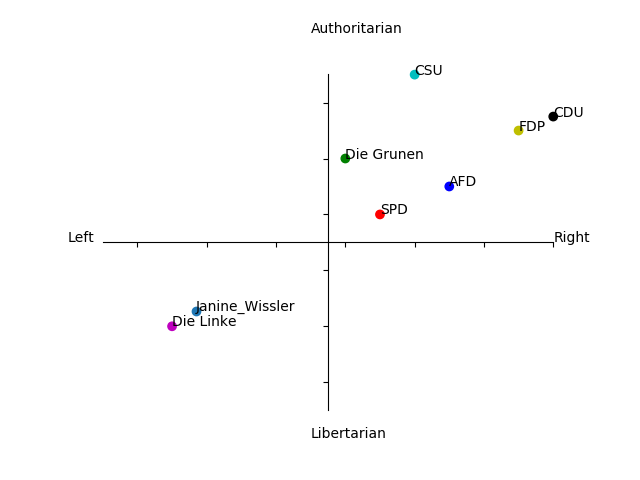 Authoritarian
CSU
CDU
FDP
Die Grunen
AFD
SPD
Left
Right
Janine_Wissler
Die Linke
Libertarian